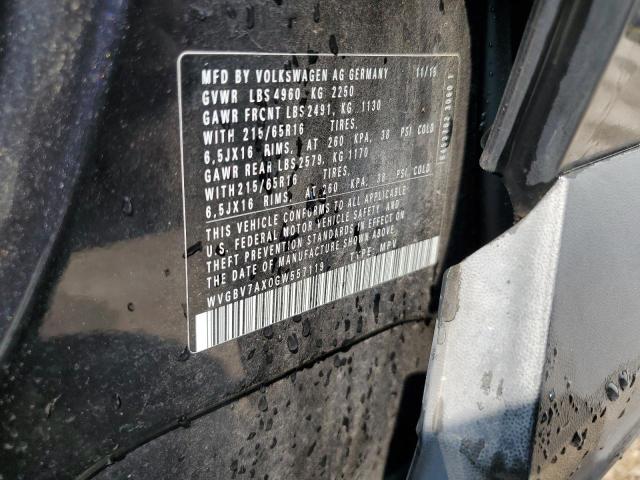 MFD BY VOLKSWAGEN AG GERMANY 11/15
GVWR LBS 4960 KG 2250
GAWR FRONT LBS 2491, KG 1130
WITH 215/65R16 TIRES,
6,5JX16 RIMS, AT 260 KPA, 38 PSI COLD
GAWR REAR LBS 2579, KG 1170
WITH 215/65R16 TIRES,
6,5JX16 RIMS, AT 260 KPA, 38 PSI COLD
THIS VEHICLE CONFORMS TO ALL APPLICABLE
U.S. FEDERAL MOTOR VEHICLE SAFETY AND
THEFT PREVENTION STANDARDS IN EFFECT ON
THE DATE OF MANUFACTURE SHOWN ABOVE.
WVGBV7AX0GW557119 TYPE: MPV